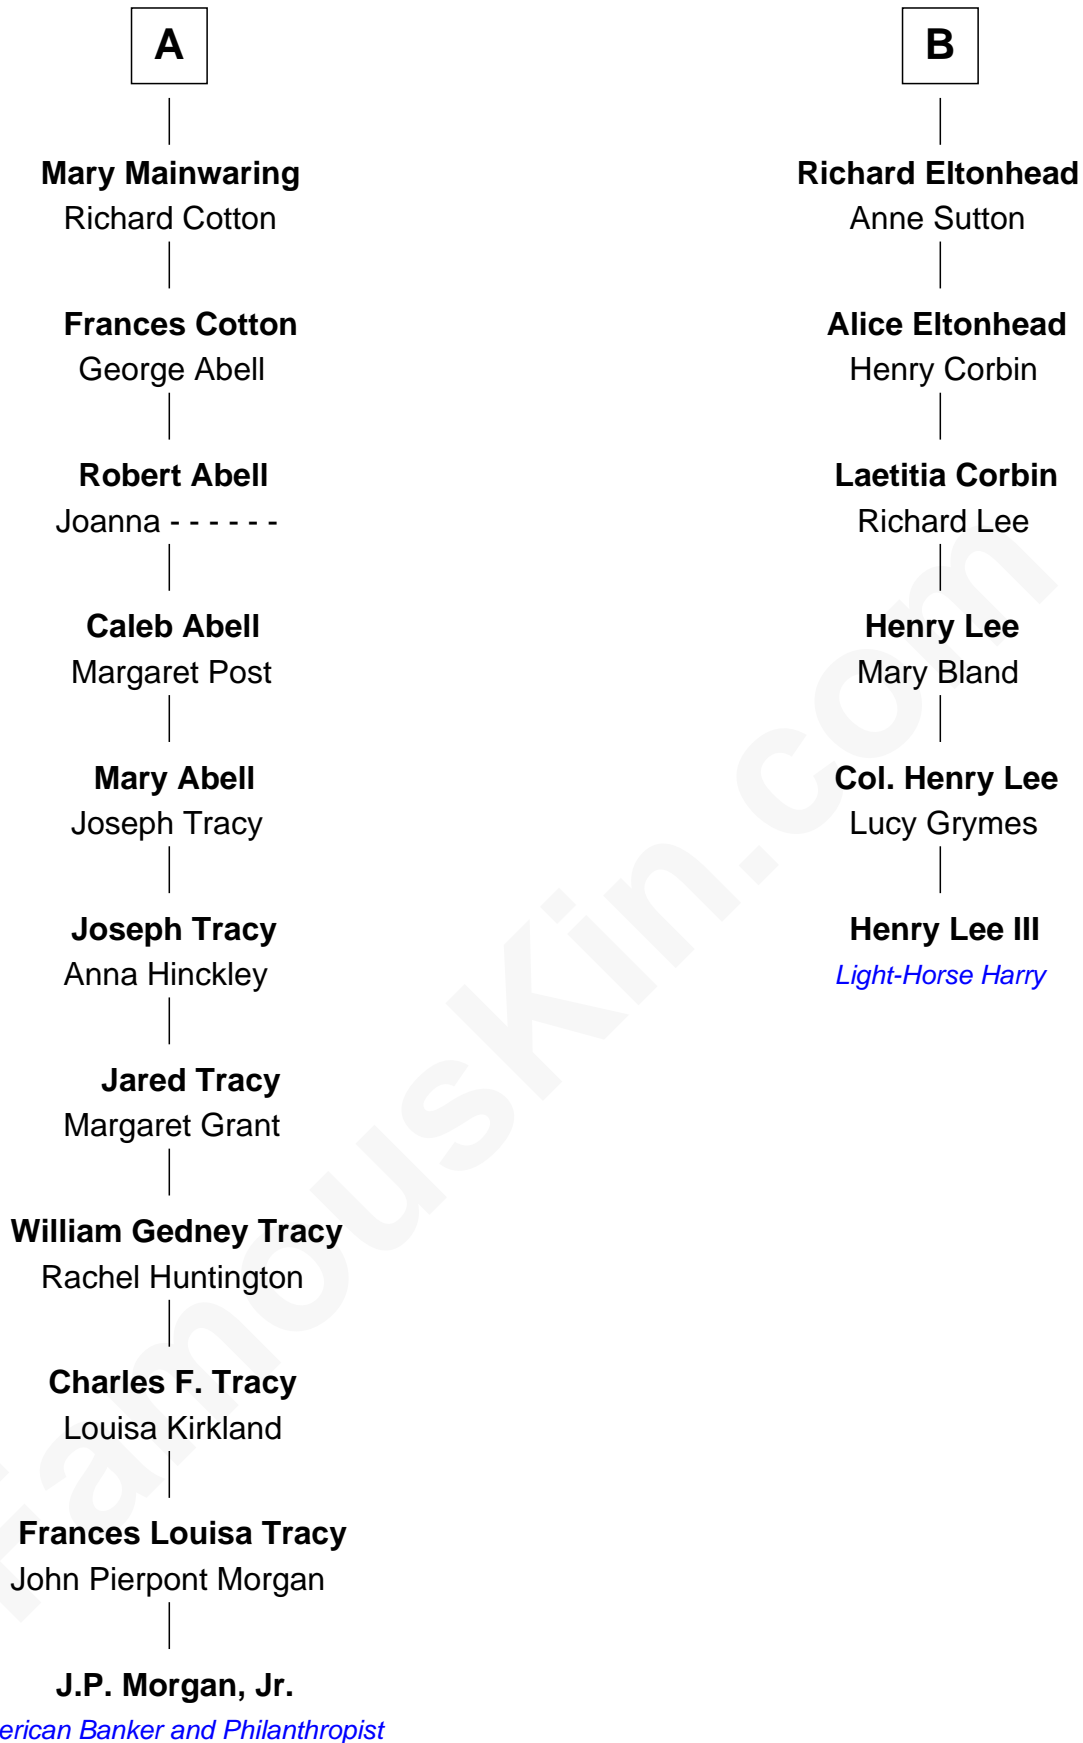 A
Mary Mainwaring
Richard Cotton
Frances Cotton
George Abell
Robert Abell
Joanna - - - - - -
Caleb Abell
Margaret Post
Mary Abell
Joseph Tracy
Joseph Tracy
Anna Hinckley
Jared Tracy
Margaret Grant
William Gedney Tracy
Rachel Huntington
Charles F. Tracy
Louisa Kirkland
Frances Louisa Tracy
John Pierpont Morgan
J.P. Morgan, Jr.
erican Banker and Philanthropist
B
Richard Eltonhead
Anne Sutton
Alice Eltonhead
Henry Corbin
Laetitia Corbin
Richard Lee
Henry Lee
Mary Bland
Col. Henry Lee
Lucy Grymes
Henry Lee III
Light-Horse Harry
FamousKin.com